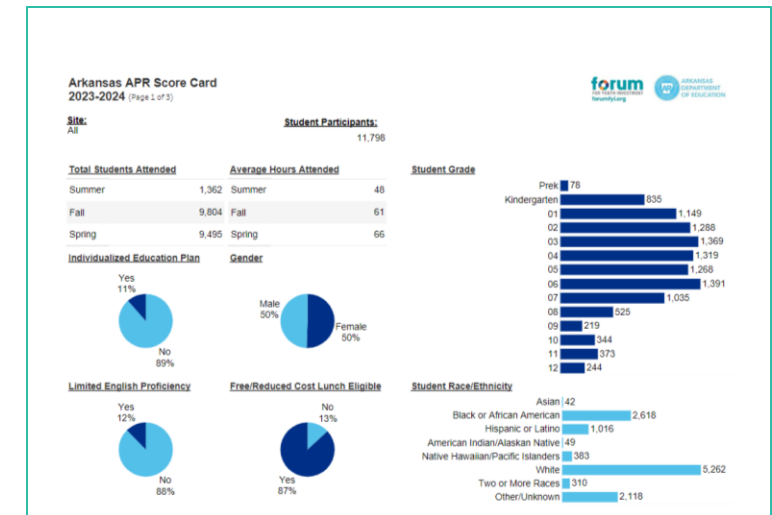 Arkansas APR Score Card
2023-2024 (Page 1 of 3)
forum
FOR YOUTH INVESTMENT
forumfyi.org
AR
ARKANSAS
DEPARTMENT
OF EDUCATION
Site:
All
Student Participants:
11,798
Total Students Attended
Summer 1,362
Fall 9,804
Spring 9,495
Average Hours Attended
Summer 48
Fall 61
Spring 66
Student Grade
Prek 78
Kindergarten 835
01 1,149
02 1,288
03 1,369
04 1,319
05 1,268
06 1,391
07 1,035
08 525
09 219
10 344
11 373
12 244
Individualized Education Plan
Yes
11%
No
89%
Gender
Male
50%
Female
50%
Limited English Proficiency
Yes
12%
No
88%
Free/Reduced Cost Lunch Eligible
No
13%
Yes
87%
Student Race/Ethnicity
Asian 42
Black or African American 2,618
Hispanic or Latino 1,016
American Indian/Alaskan Native 49
Native Hawaiian/Pacific Islanders 383
White 5,262
Two or More Races 310
Other/Unknown 2,118